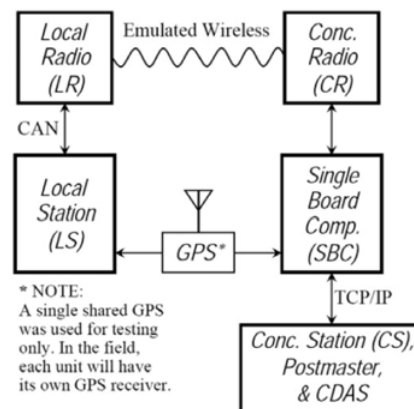 Local
Radio
(LR)
Emulated Wireless
Conc.
Radio
(CR)
CAN
Local
Station
(LS)
GPS*
Single
Board
Comp.
(SBC)
TCP/IP
* NOTE:
A single shared GPS
was used for testing
only. In the field,
each unit will have
its own GPS receiver.
Conc. Station (CS),
Postmaster,
& CDAS